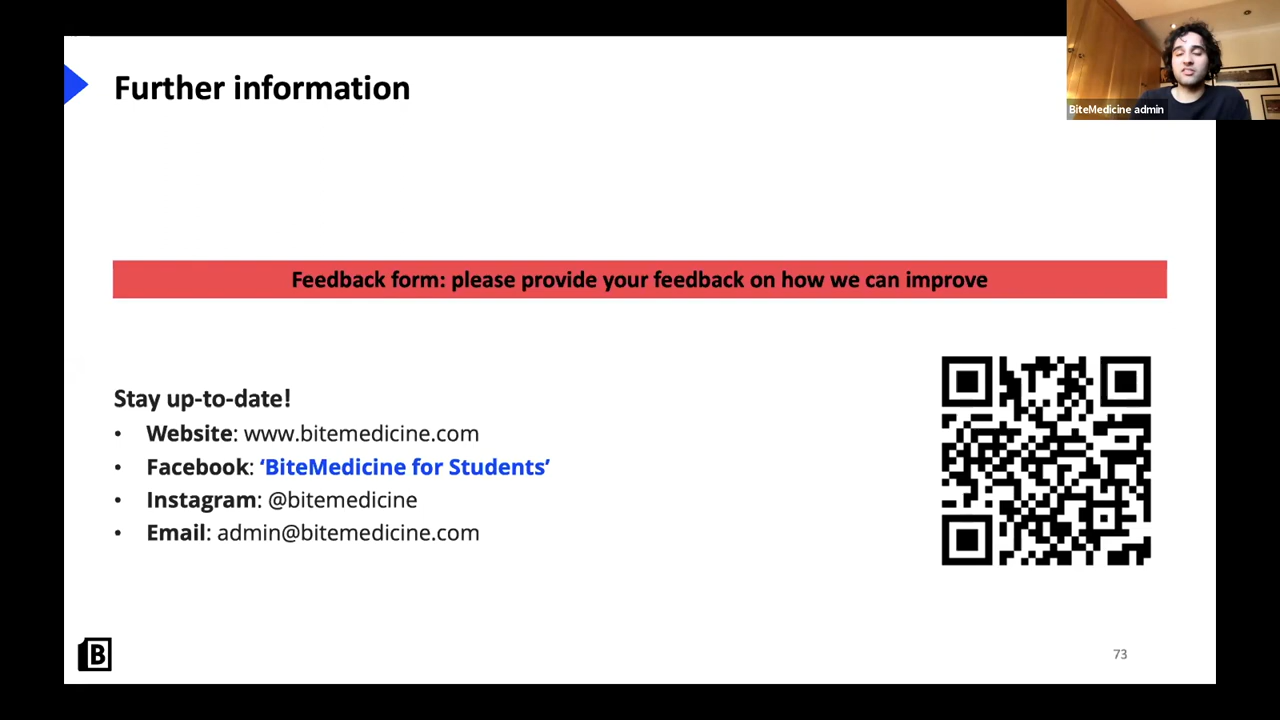 Further information
BiteMedicine admin
Feedback form: please provide your feedback on how we can improve
Stay up-to-date!
• Website: www.bitemedicine.com
• Facebook: ‘BiteMedicine for Students’
• Instagram: @bitemedicine
• Email: admin@bitemedicine.com
B
73